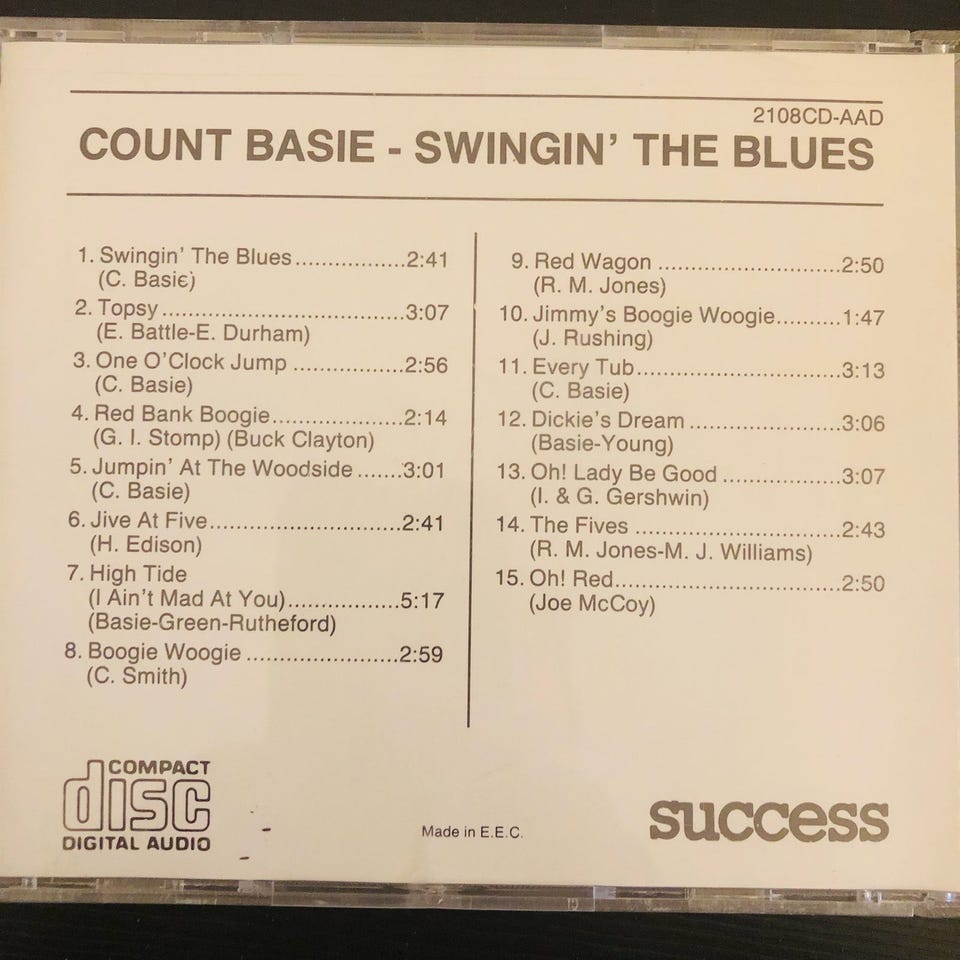 2108CD-AAD
COUNT BASIE - SWINGIN' THE BLUES
1. Swingin' The Blues.................2:41
(C. Basie)
2. Topsy....................................3:07
(E. Battle-E. Durham)
3. One O'Clock Jump .................2:56
(C. Basie)
4. Red Bank Boogie....................2:14
(G. I. Stomp) (Buck Clayton)
5. Jumpin' At The Woodside .......3:01
(C. Basie)
6. Jive At Five.............................2:41
(H. Edison)
7. High Tide
(I Ain't Mad At You).................5:17
(Basie-Green-Rutheford)
8. Boogie Woogie .......................2:59
(C. Smith)
9. Red Wagon ............................2:50
(R. M. Jones)
10. Jimmy's Boogie Woogie..........1:47
(J. Rushing)
11. Every Tub...............................3:13
(C. Basie)
12. Dickie's Dream .......................3:06
(Basie-Young)
13. Oh! Lady Be Good ..................3:07
(I. & G. Gershwin)
14. The Fives ...............................2:43
(R. M. Jones-M. J. Williams)
15. Oh! Red..................................2:50
(Joe McCoy)
COMPACT
disc
DIGITAL AUDIO
Made in E.E.C.
success